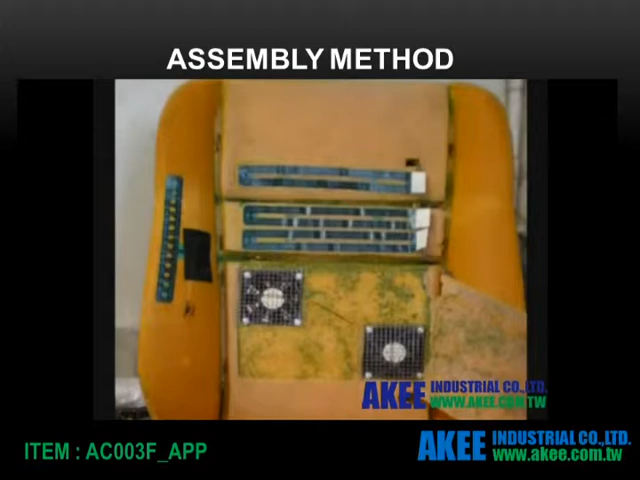 ASSEMBLY METHOD
AKEE INDUSTRIAL CO.,LTD.
WWW.AKEE.COM.TW
ITEM : AC003F_APP
AKEE INDUSTRIAL CO.,LTD.
www.akee.com.tw